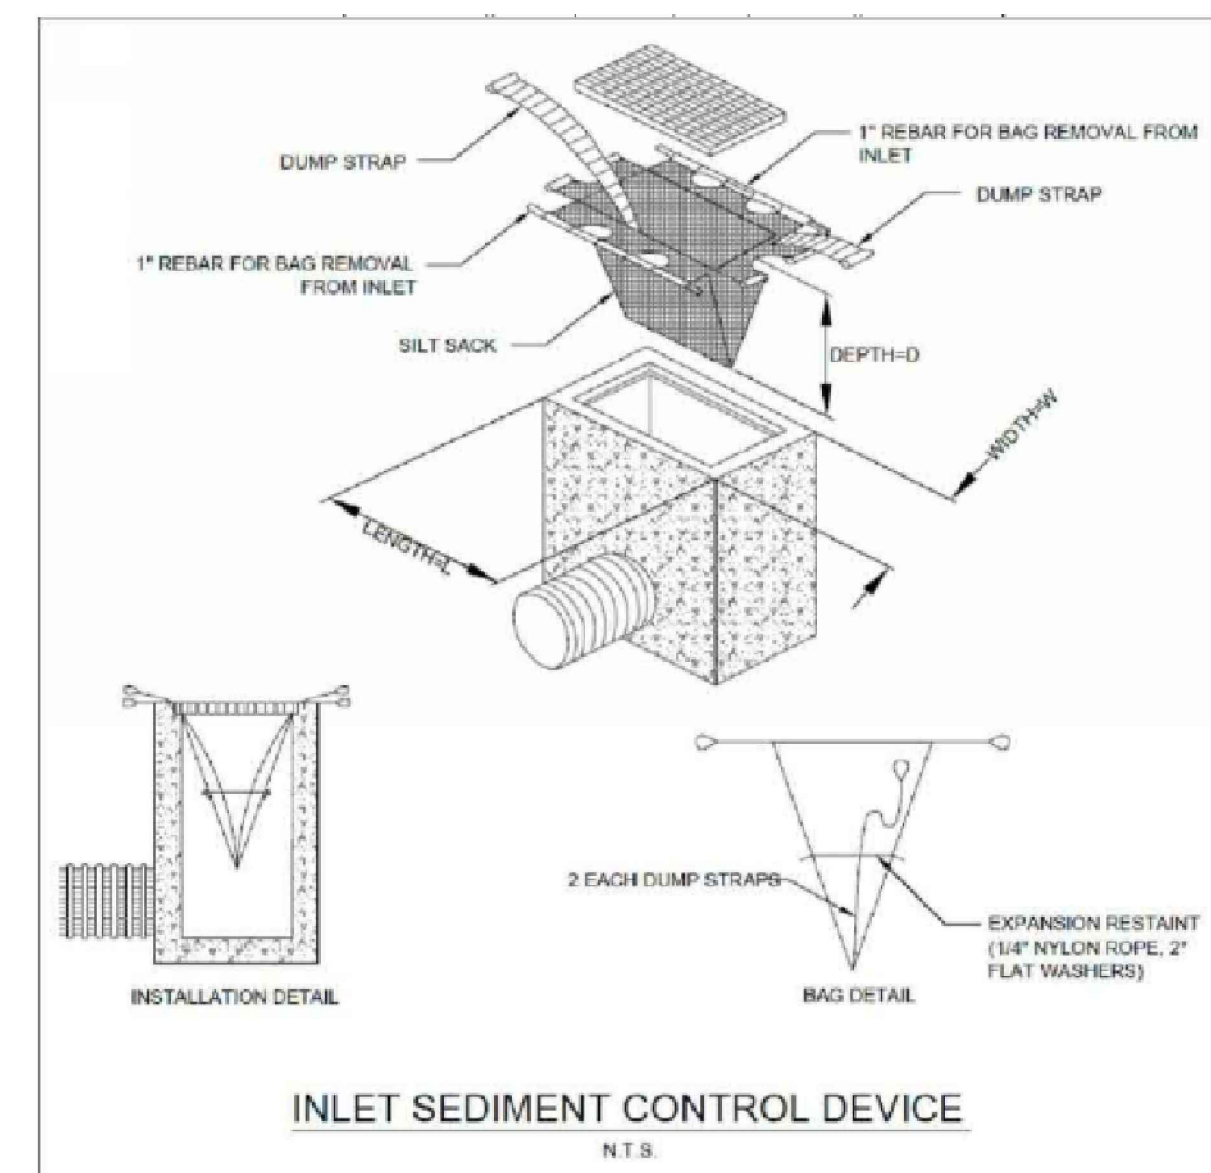 1" REBAR FOR BAG REMOVAL FROM
INLET
DUMP STRAP
DUMP STRAP
1" REBAR FOR BAG REMOVAL
FROM INLET
SILT SACK
DEPTH=D
WIDTH=W
LENGTH=L
2 EACH DUMP STRAPS
EXPANSION RESTAINT
(1/4" NYLON ROPE, 2"
FLAT WASHERS)
INSTALLATION DETAIL
BAG DETAIL
INLET SEDIMENT CONTROL DEVICE
N.T.S.